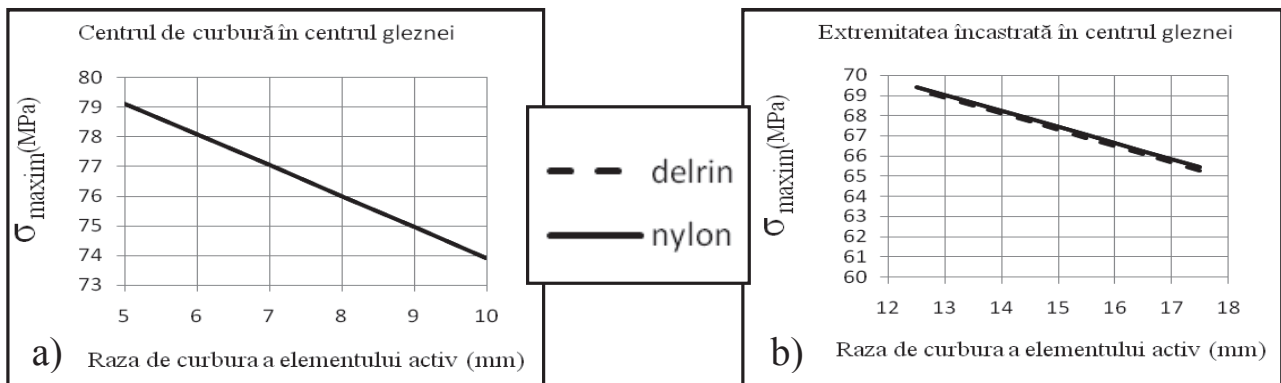 Centrul de curbură în centrul gleznei
σmaxim(MPa)
80
79
78
77
76
75
74
73
5 6 7 8 9 10
a) Raza de curbura a elementului activ (mm)
delrin
nylon
Extremitatea încastrată în centrul gleznei
σmaxim(MPa)
70
69
68
67
66
65
64
63
62
61
60
12 13 14 15 16 17 18
b) Raza de curbura a elementului activ (mm)